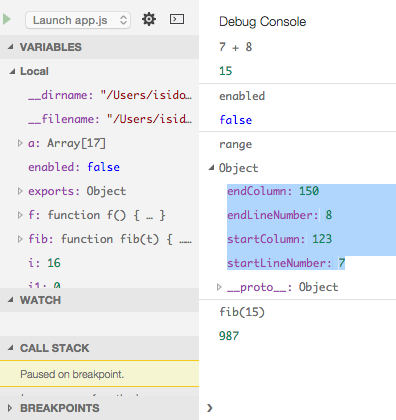 Launch app.js
VARIABLES
Local
__dirname: "/Users/isido…
__filename: "/Users/isido…
a: Array[17]
enabled: false
exports: Object
f: function f() { … }
fib: function fib(t) { ……
i: 16
i1: 0
WATCH
CALL STACK
Paused on breakpoint.
BREAKPOINTS
Debug Console
7 + 8
15
enabled
false
range
Object
endColumn: 150
endLineNumber: 8
startColumn: 123
startLineNumber: 7
__proto__: Object
fib(15)
987